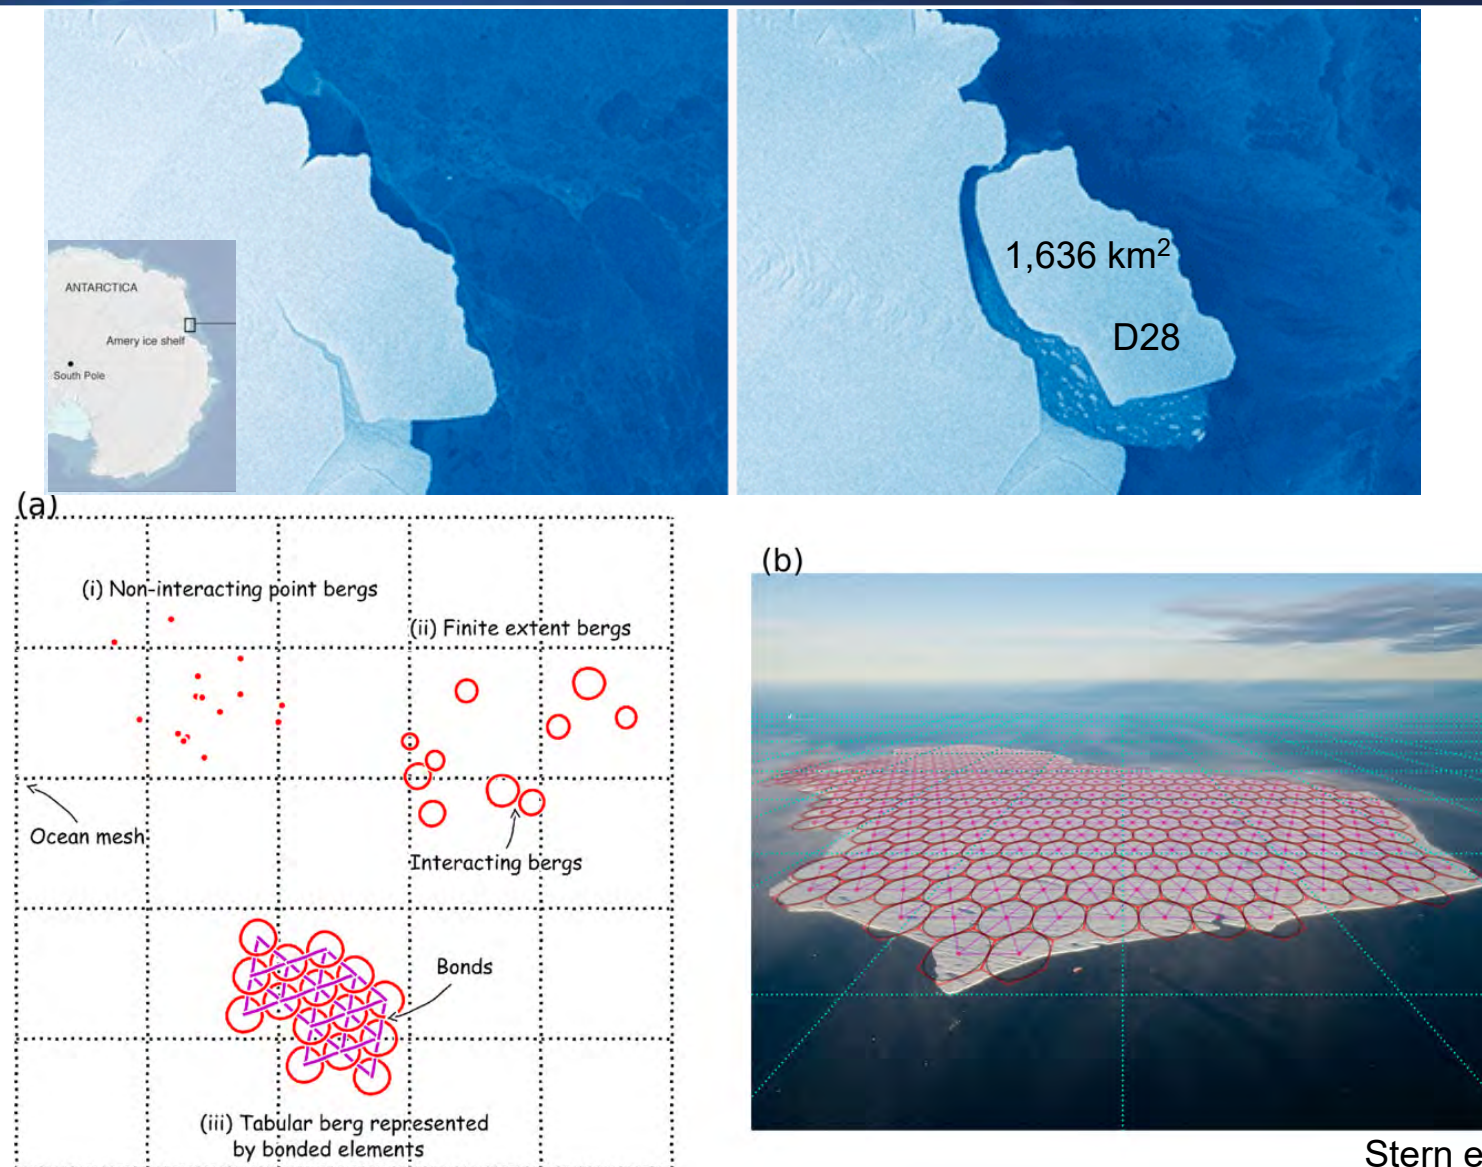 ANTARCTICA
Amery ice shelf
South Pole
1,636 km²
D28
(a)
(i) Non-interacting point bergs
(ii) Finite extent bergs
Ocean mesh
Interacting bergs
Bonds
(iii) Tabular berg represented
by bonded elements
(b)
Stern e